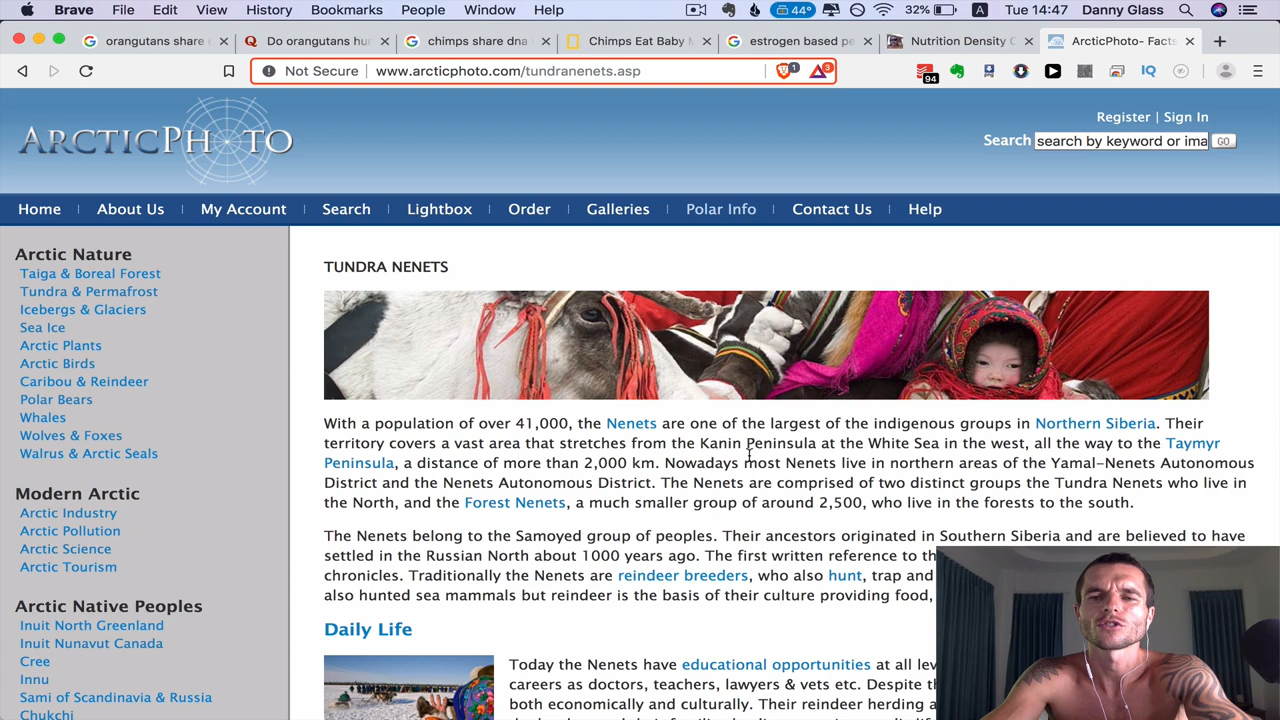 Brave File Edit View History Bookmarks People Window Help 44° 32% A Tue 14:47 Danny Glass
orangutans share Do orangutans hu chimps share dna Chimps Eat Baby M estrogen based pe Nutrition Density C ArcticPhoto- Facts
Not Secure www.arcticphoto.com/tundranenets.asp 1 3 94 IQ
ARCTICPHOTO
Register | Sign In
Search search by keyword or ima GO
Home About Us My Account Search Lightbox Order Galleries Polar Info Contact Us Help
Arctic Nature
Taiga & Boreal Forest
Tundra & Permafrost
Icebergs & Glaciers
Sea Ice
Arctic Plants
Arctic Birds
Caribou & Reindeer
Polar Bears
Whales
Wolves & Foxes
Walrus & Arctic Seals
Modern Arctic
Arctic Industry
Arctic Pollution
Arctic Science
Arctic Tourism
Arctic Native Peoples
Inuit North Greenland
Inuit Nunavut Canada
Cree
Innu
Sami of Scandinavia & Russia
Chukchi
TUNDRA NENETS
With a population of over 41,000, the Nenets are one of the largest of the indigenous groups in Northern Siberia. Their
territory covers a vast area that stretches from the Kanin Peninsula at the White Sea in the west, all the way to the Taymyr
Peninsula, a distance of more than 2,000 km. Nowadays most Nenets live in northern areas of the Yamal-Nenets Autonomous
District and the Nenets Autonomous District. The Nenets are comprised of two distinct groups the Tundra Nenets who live in
the North, and the Forest Nenets, a much smaller group of around 2,500, who live in the forests to the south.
The Nenets belong to the Samoyed group of peoples. Their ancestors originated in Southern Siberia and are believed to have
settled in the Russian North about 1000 years ago. The first written reference to th
chronicles. Traditionally the Nenets are reindeer breeders, who also hunt, trap and
also hunted sea mammals but reindeer is the basis of their culture providing food,
Daily Life
Today the Nenets have educational opportunities at all lev
careers as doctors, teachers, lawyers & vets etc. Despite th
both economically and culturally. Their reindeer herding a